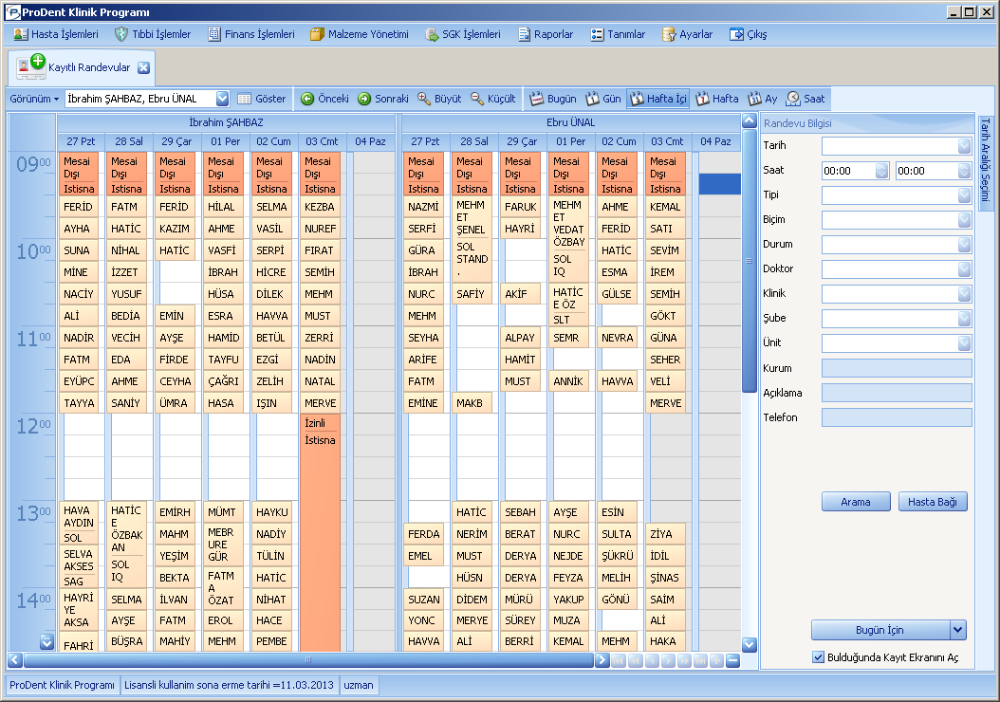 ProDent Klinik Programı
Hasta İşlemleri Tıbbi İşlemler Finans İşlemleri Malzeme Yönetimi SGK İşlemleri Raporlar Tanımlar Ayarlar Çıkış
Kayıtlı Randevular
Görünüm İbrahim ŞAHBAZ, Ebru ÜNAL Göster Önceki Sonraki Büyüt Küçült Bugün Gün Hafta İçi Hafta Ay Saat
İbrahim ŞAHBAZ Ebru ÜNAL
27 Pzt 28 Sal 29 Çar 01 Per 02 Cum 03 Cmt 04 Paz 27 Pzt 28 Sal 29 Çar 01 Per 02 Cum 03 Cmt 04 Paz
09 00
10 00
11 00
12 00
13 00
14 00
Mesai
Dışı
İstisna
FERİD
AYHA
SUNA
MİNE
NACİY
ALİ
NADİR
FATM
EYÜPC
TAYYA
HAVA
AYDIN
SOL
SELVA
AKSES
SAG
HAYRİ
YE
AKSA
FAHRİ
Mesai
Dışı
İstisna
FATM
HATİC
NİHAL
İZZET
YUSUF
BEDİA
VECİH
EDA
AHME
SANİY
HATİC
E
ÖZBAK
AN
SOL
IQ
SELMA
AYŞE
BÜŞRA
Mesai
Dışı
İstisna
FERİD
KAZIM
HATİC
EMİN
AYŞE
FİRDE
CEYHA
ÜMRA
EMİRH
MAHM
YEŞİM
BEKTA
İLVAN
FATM
MAHİY
Mesai
Dışı
İstisna
HİLAL
AHME
VASFİ
İBRAH
HÜSA
ESRA
HAMİD
TAYFU
ÇAĞRI
HASA
MÜMT
MEBR
URE
GÜR
FATM
A
ÖZAT
EROL
MEHM
Mesai
Dışı
İstisna
SELMA
VASİL
SERPİ
HİCRE
DİLEK
HAVVA
BETÜL
EZGİ
ZELİH
IŞIN
HAYKU
NADİY
TÜLİN
HATİC
NİHAT
HACE
PEMBE
Mesai
Dışı
İstisna
KEZBA
NUREF
FIRAT
SEMİH
MEHM
MUST
ZERRİ
NADİN
NATAL
MERVE
İzinli
İstisna
Mesai
Dışı
İstisna
NAZMİ
SERFİ
GÜRA
İBRAH
NURC
MEHM
SEYHA
ARİFE
FATM
EMİNE
FERDA
EMEL
SUZAN
YONC
HAVVA
Mesai
Dışı
İstisna
MEHM
ET
ŞENEL
SOL
STAND
.
SAFİY
MAKB
HATİC
NERİM
MUST
HÜSN
DİDEM
MERYE
ALİ
Mesai
Dışı
İstisna
FARUK
HAYRİ
AKİF
ALPAY
HAMİT
MUST
SEBAH
BERAT
DERYA
DERYA
MÜRÜ
SÜREY
BERRİ
Mesai
Dışı
İstisna
MEHM
ET
VEDAT
ÖZBAY
SOL
IQ
HATİC
E ÖZ
SLT
SEMR
ANNİK
AYŞE
NURC
NEJDE
FEYZA
YAKUP
MUZA
KEMAL
Mesai
Dışı
İstisna
AHME
FERİD
HATİC
ESMA
GÜLSE
NEVRA
HAVVA
ESİN
SULTA
ŞÜKRÜ
MELİH
GÖNÜ
MEHM
Mesai
Dışı
İstisna
KEMAL
SATI
SEVİM
İREM
SEMİH
GÖKT
GÜNA
SEHER
VELİ
MERVE
ZİYA
İDİL
ŞİNAS
SAİM
ALİ
HAKA
Randevu Bilgisi
Tarih
Saat 00:00 00:00
Tipi
Biçim
Durum
Doktor
Klinik
Şube
Ünit
Kurum
Açıklama
Telefon
Arama Hasta Bağı
Bugün İçin
Bulduğunda Kayıt Ekranını Aç
Tarih Aralığı Seçimi
ProDent Klinik Programı Lisansli kullanim sona erme tarihi =11.03.2013 uzman